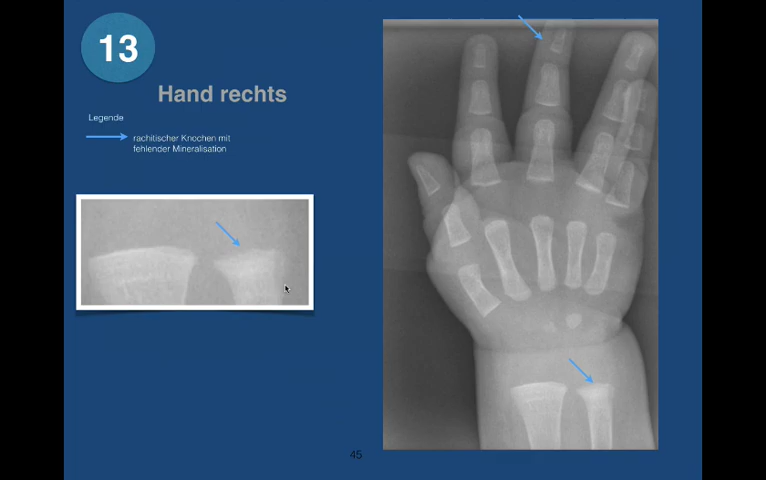 13
Hand rechts
Legende
rachitischer Knochen mit
fehlender Mineralisation
45